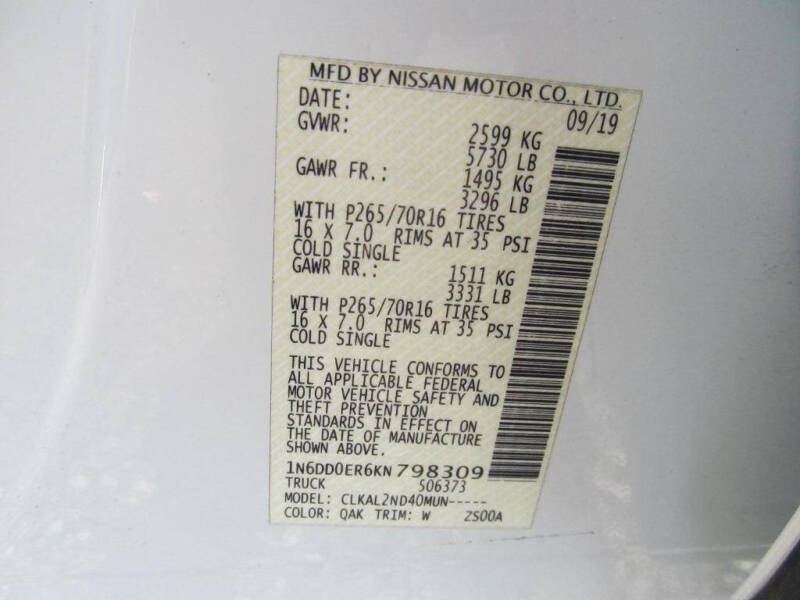 MFD BY NISSAN MOTOR CO., LTD.
DATE: 09/19
GVWR: 2599 KG
5730 LB
GAWR FR.: 1495 KG
3296 LB
WITH P265/70R16 TIRES
16 X 7.0 RIMS AT 35 PSI
COLD SINGLE
GAWR RR.: 1511 KG
3331 LB
WITH P265/70R16 TIRES
16 X 7.0 RIMS AT 35 PSI
COLD SINGLE
THIS VEHICLE CONFORMS TO
ALL APPLICABLE FEDERAL
MOTOR VEHICLE SAFETY AND
THEFT PREVENTION
STANDARDS IN EFFECT ON
THE DATE OF MANUFACTURE
SHOWN ABOVE.
1N6DD0ER6KN798309
TRUCK 506373
MODEL: CLKAL2ND40MUN-----
COLOR: QAK TRIM: W ZS00A